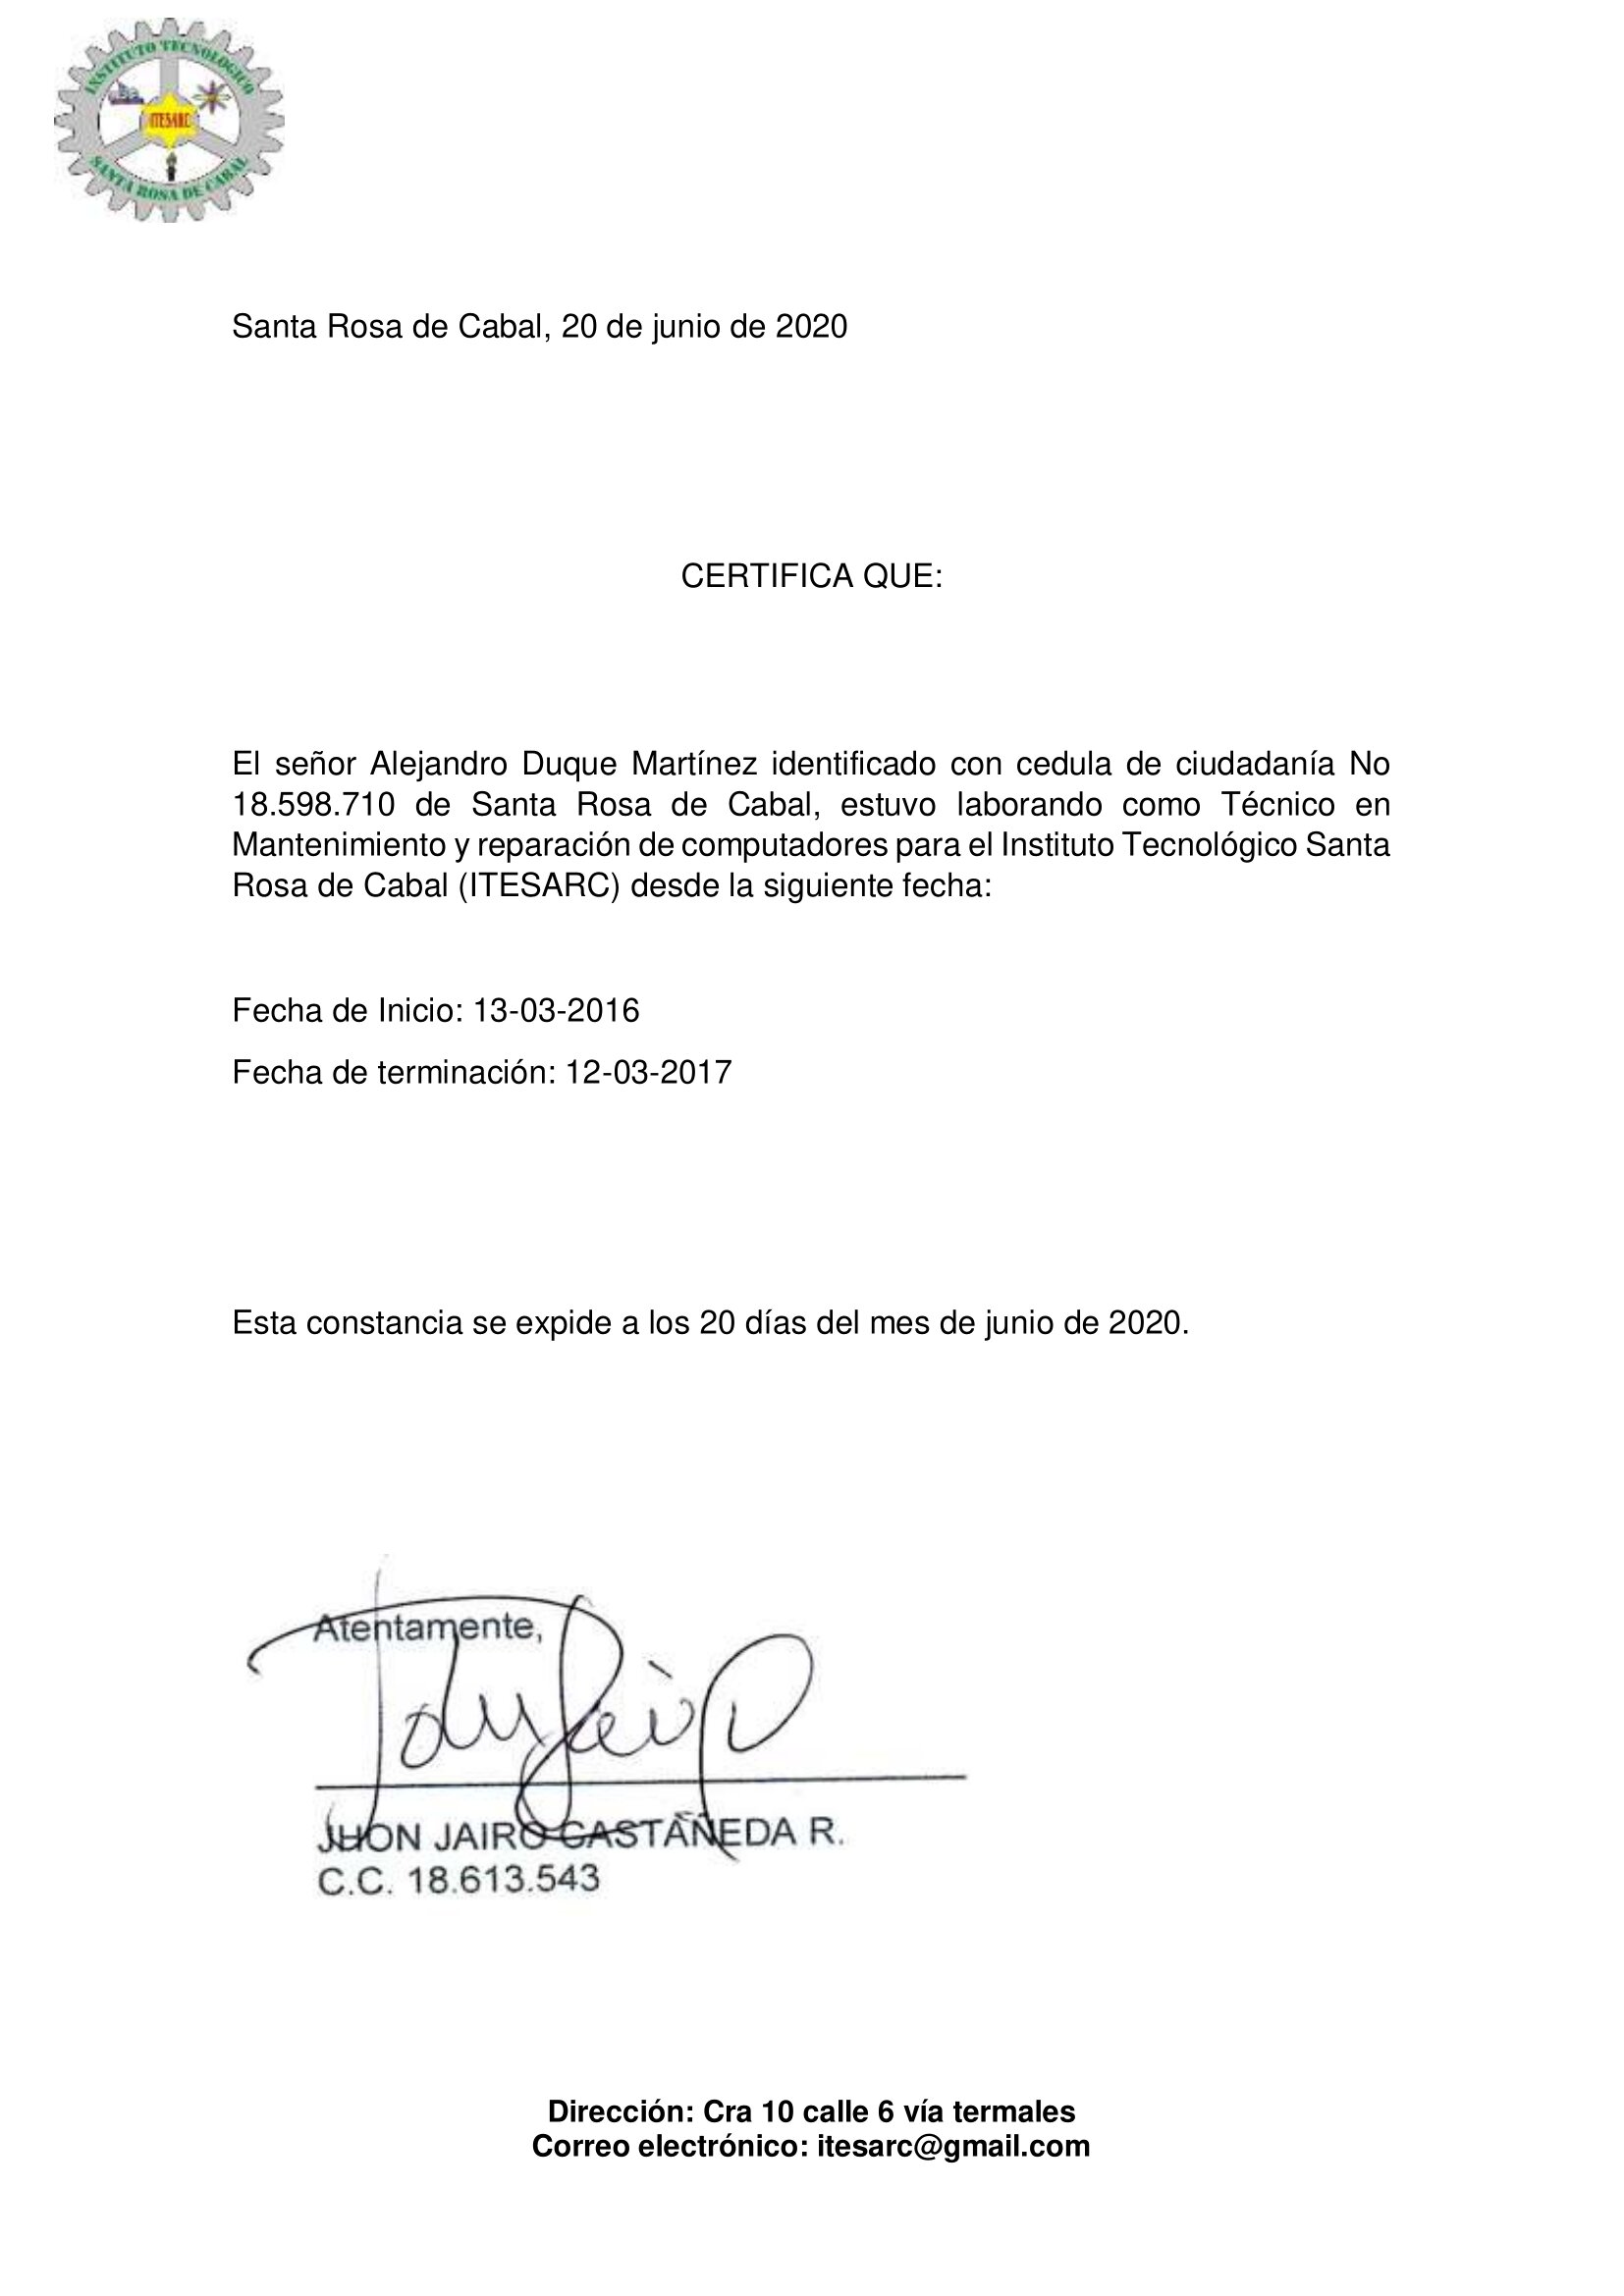 INSTITUTO TECNOLOGICO
ITESARC
SANTA ROSA DE CABAL
Santa Rosa de Cabal, 20 de junio de 2020
CERTIFICA QUE:
El señor Alejandro Duque Martínez identificado con cedula de ciudadanía No
18.598.710 de Santa Rosa de Cabal, estuvo laborando como Técnico en
Mantenimiento y reparación de computadores para el Instituto Tecnológico Santa
Rosa de Cabal (ITESARC) desde la siguiente fecha:
Fecha de Inicio: 13-03-2016
Fecha de terminación: 12-03-2017
Esta constancia se expide a los 20 días del mes de junio de 2020.
Atentamente,
JHON JAIRO CASTAÑEDA R.
C.C. 18.613.543
Dirección: Cra 10 calle 6 vía termales
Correo electrónico: itesarc@gmail.com